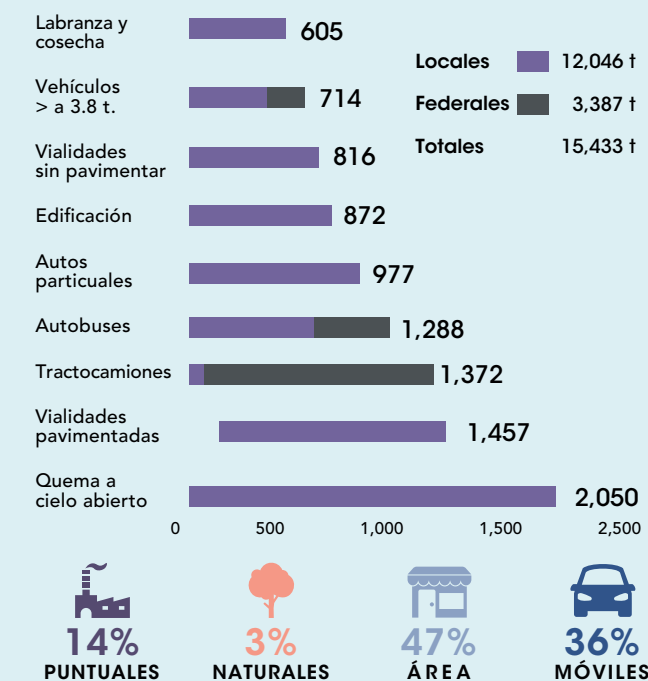 Labranza y
cosecha
605
Vehículos
> a 3.8 t.
714
Locales 12,046 t
Federales 3,387 t
Totales 15,433 t
Vialidades
sin pavimentar
816
Edificación
872
Autos
particuales
977
Autobuses
1,288
Tractocamiones
1,372
Vialidades
pavimentadas
1,457
Quema a
cielo abierto
2,050
0 500 1,000 1,500 2,500
14%
PUNTUALES
3%
NATURALES
47%
ÁREA
36%
MÓVILES